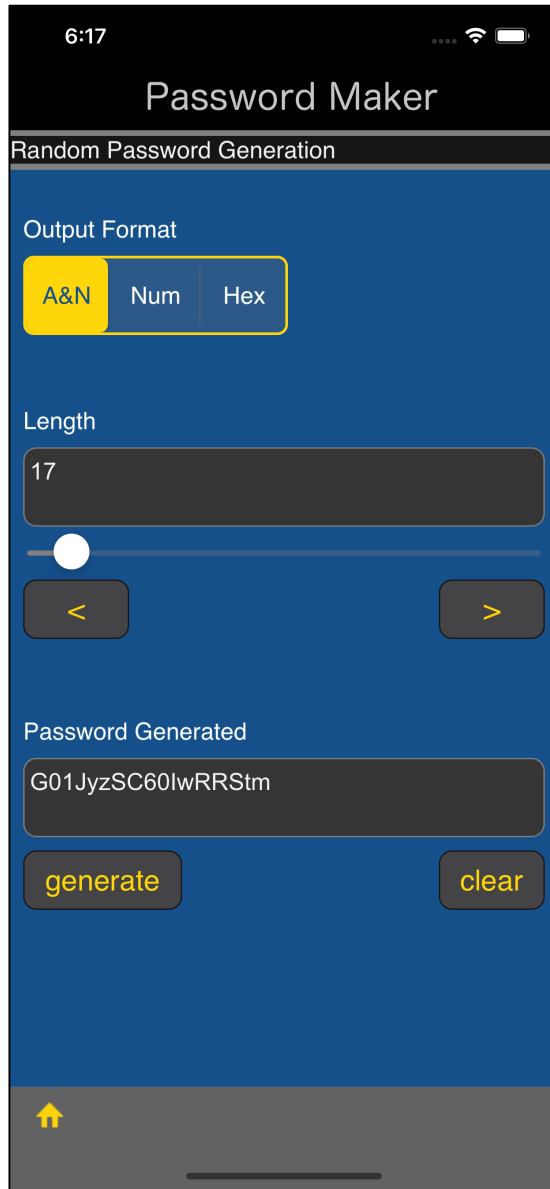 6:17
Password Maker
Random Password Generation
Output Format
A&N Num Hex
Length
17
< >
Password Generated
G01JyzSC60IwRRStm
generate clear